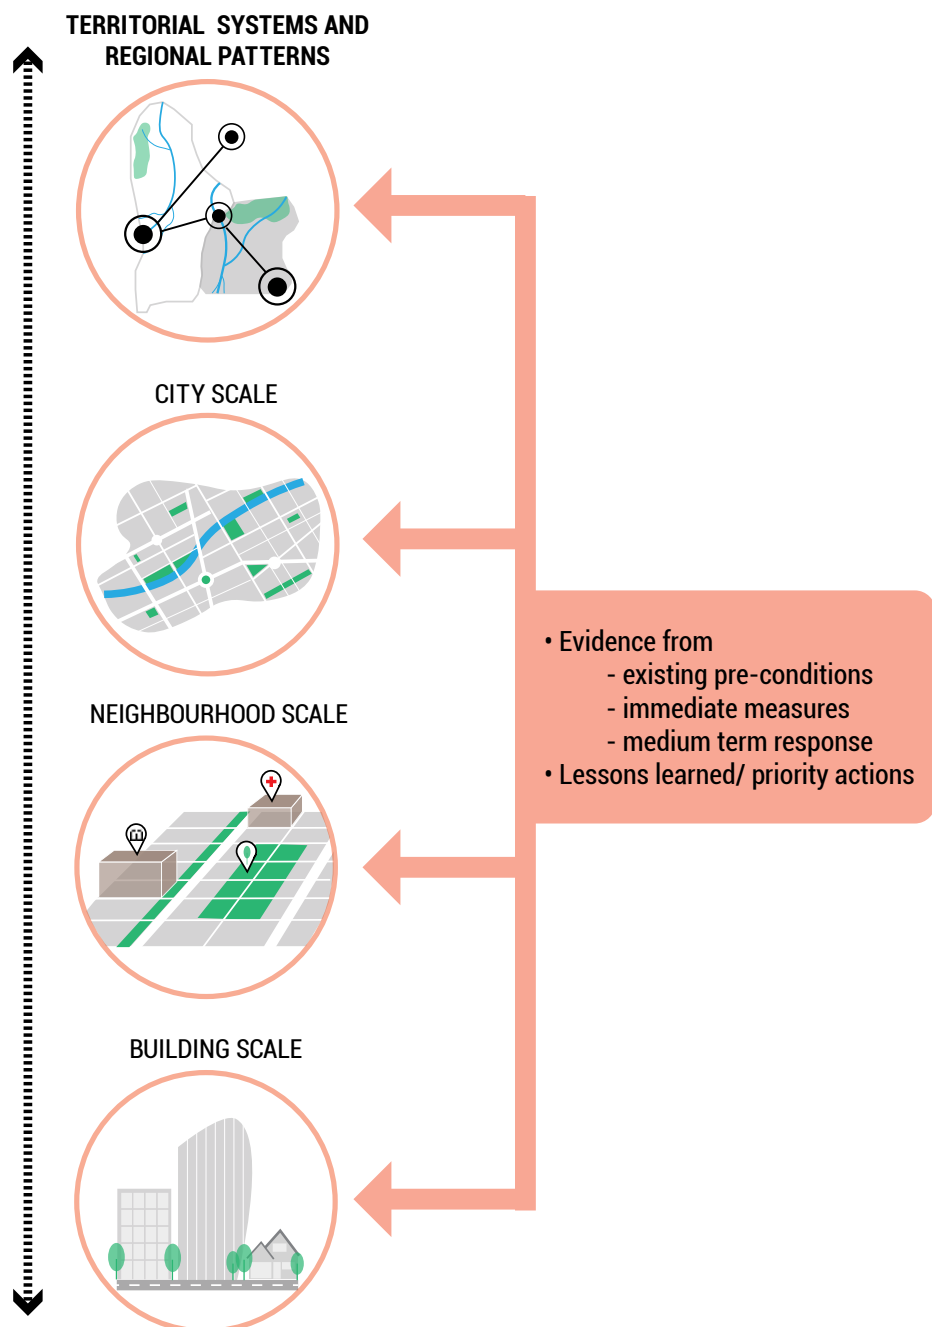 TERRITORIAL SYSTEMS AND
REGIONAL PATTERNS
CITY SCALE
NEIGHBOURHOOD SCALE
BUILDING SCALE
• Evidence from
- existing pre-conditions
- immediate measures
- medium term response
• Lessons learned/ priority actions